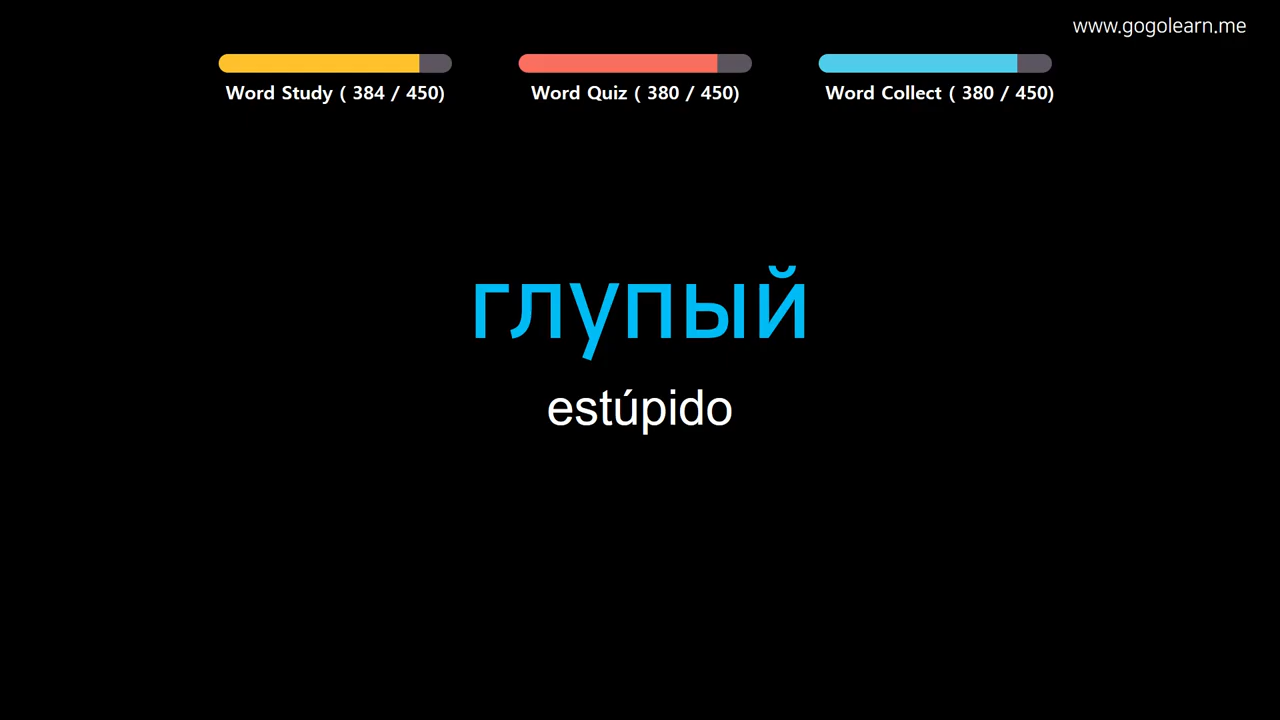 www.gogolearn.me
Word Study ( 384 / 450)
Word Quiz ( 380 / 450)
Word Collect ( 380 / 450)
глупый
estúpido